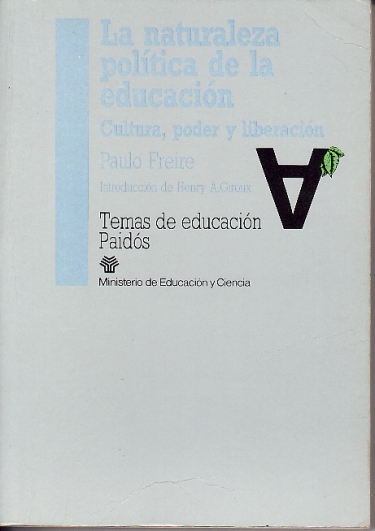 La naturaleza
política de la
educación
Cultura, poder y liberación
Paulo Freire
Introducción de Henry A. Giroux
Temas de educación
Paidós
Ministerio de Educación y Ciencia